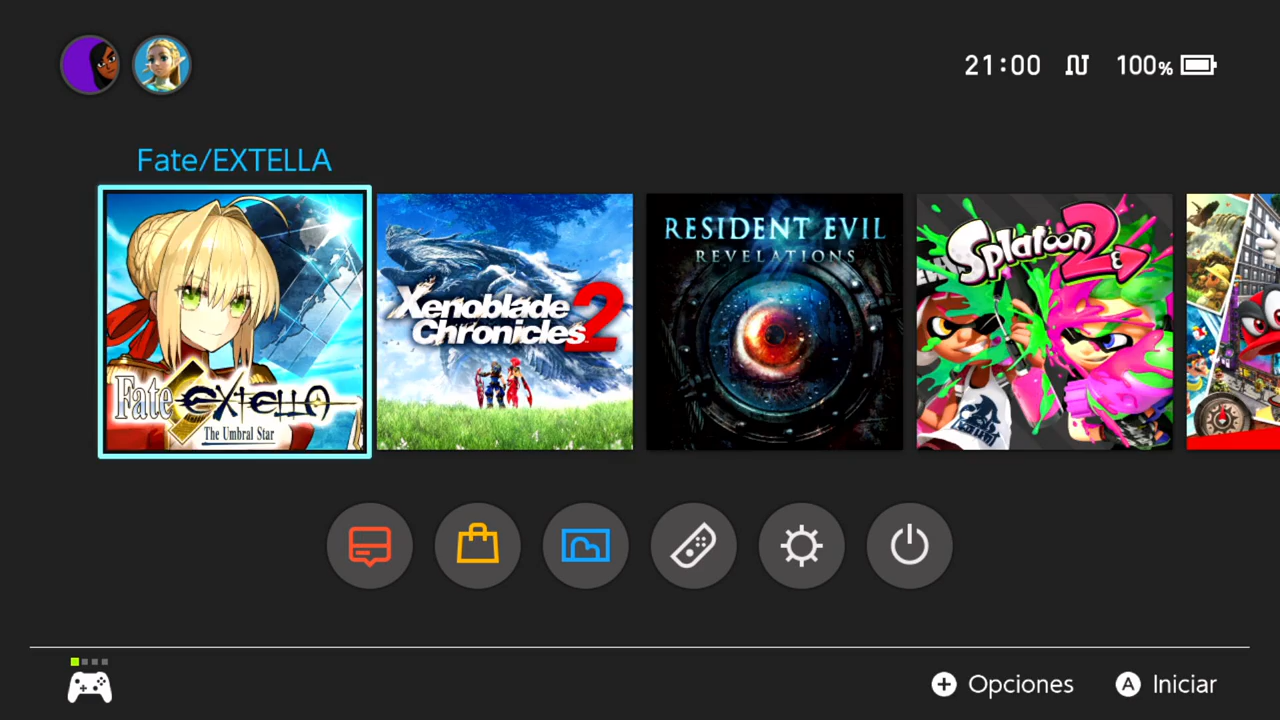 21:00
100%
Fate/EXTELLA
Fate EXTELLA
The Umbral Star
Xenoblade
Chronicles 2
RESIDENT EVIL
REVELATIONS
Splatoon 2
+ Opciones
A Iniciar